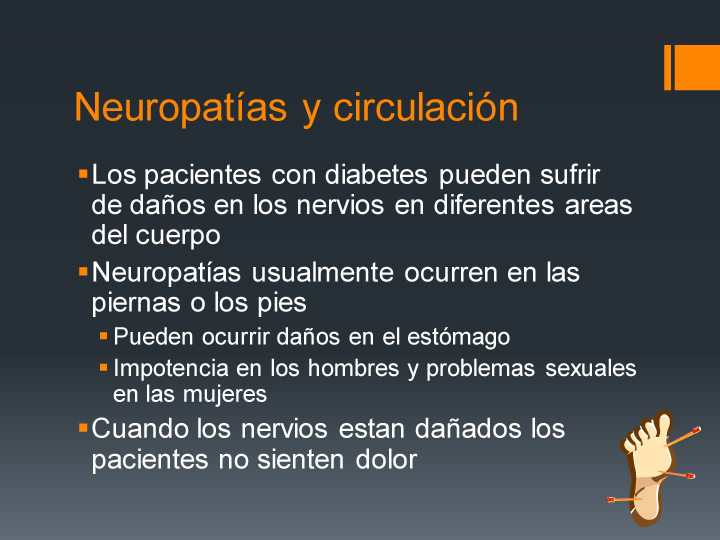 Neuropatías y circulación
Los pacientes con diabetes pueden sufrir
de daños en los nervios en diferentes areas
del cuerpo
Neuropatías usualmente ocurren en las
piernas o los pies
Pueden ocurrir daños en el estómago
Impotencia en los hombres y problemas sexuales
en las mujeres
Cuando los nervios estan dañados los
pacientes no sienten dolor